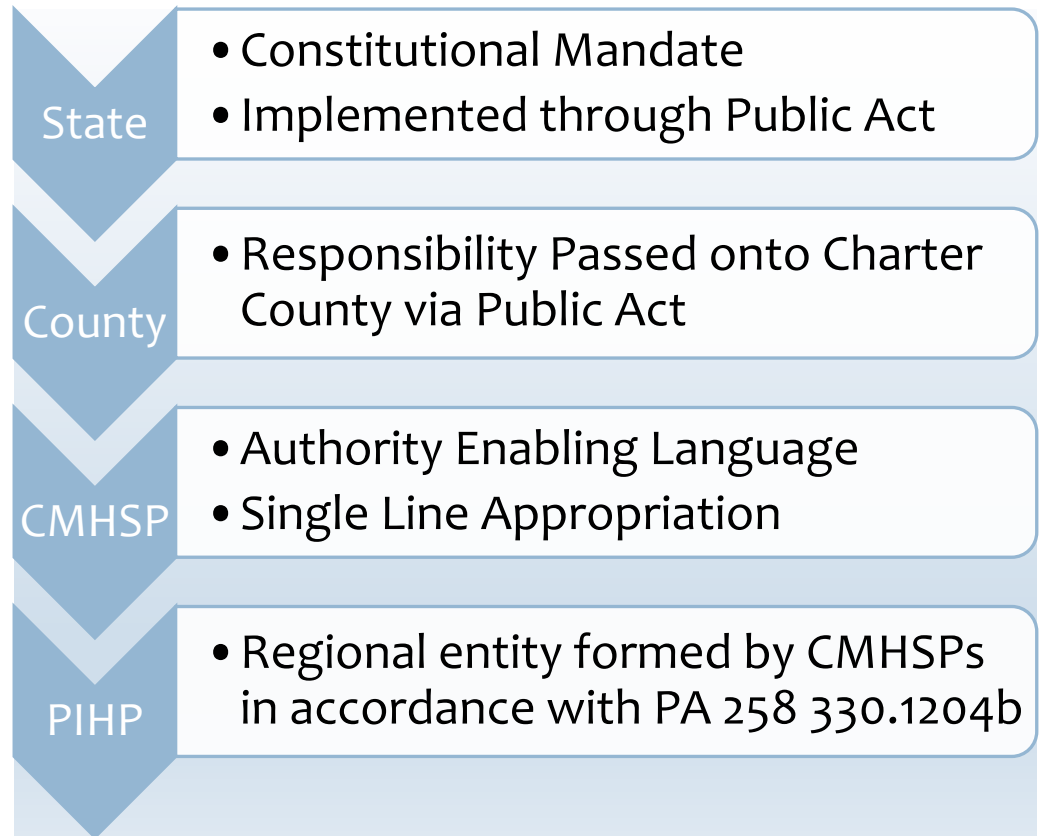 State
• Constitutional Mandate
• Implemented through Public Act
County
• Responsibility Passed onto Charter
County via Public Act
CMHSP
• Authority Enabling Language
• Single Line Appropriation
PIHP
• Regional entity formed by CMHSPs
in accordance with PA 258 330.1204b